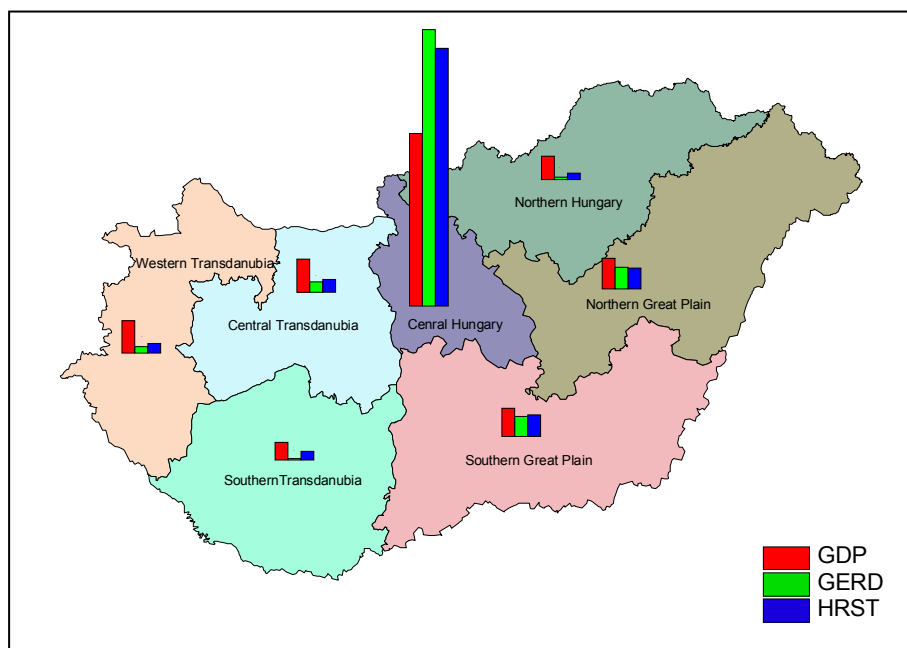 Northern Hungary
Western Transdanubia
Northern Great Plain
Central Transdanubia
Cenral Hungary
Southern Great Plain
SouthernTransdanubia
GDP
GERD
HRST